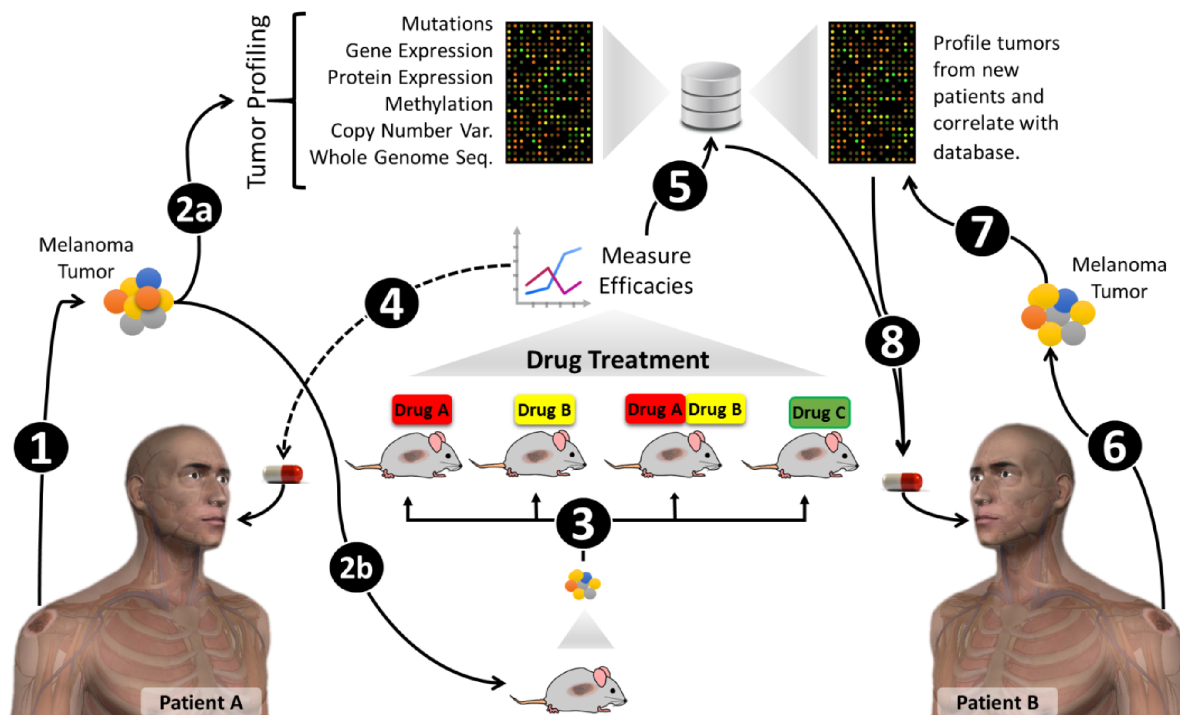 Tumor Profiling
Mutations
Gene Expression
Protein Expression
Methylation
Copy Number Var.
Whole Genome Seq.
Profile tumors
from new
patients and
correlate with
database.
2a
5
7
Melanoma
Tumor
Measure
Efficacies
Melanoma
Tumor
4
8
Drug Treatment
Drug A
Drug B
Drug A
Drug B
Drug C
1
6
3
2b
Patient A
Patient B